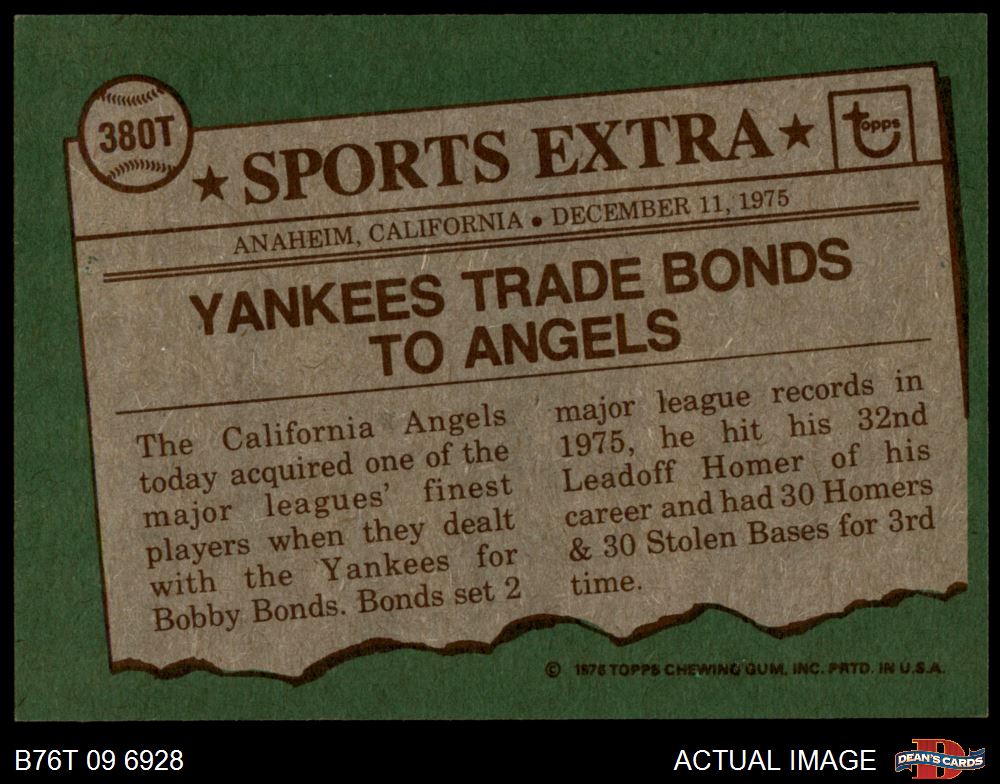 380T
★ SPORTS EXTRA ★
topps
ANAHEIM, CALIFORNIA • DECEMBER 11, 1975
YANKEES TRADE BONDS
TO ANGELS
The California Angels
today acquired one of the
major leagues' finest
players when they dealt
with the Yankees for
Bobby Bonds. Bonds set 2
major league records in
1975, he hit his 32nd
Leadoff Homer of his
career and had 30 Homers
& 30 Stolen Bases for 3rd
time.
© 1976 TOPPS CHEWING GUM, INC. PRTD. IN U.S.A.
B76T 09 6928
ACTUAL IMAGE
DEAN'S CARDS